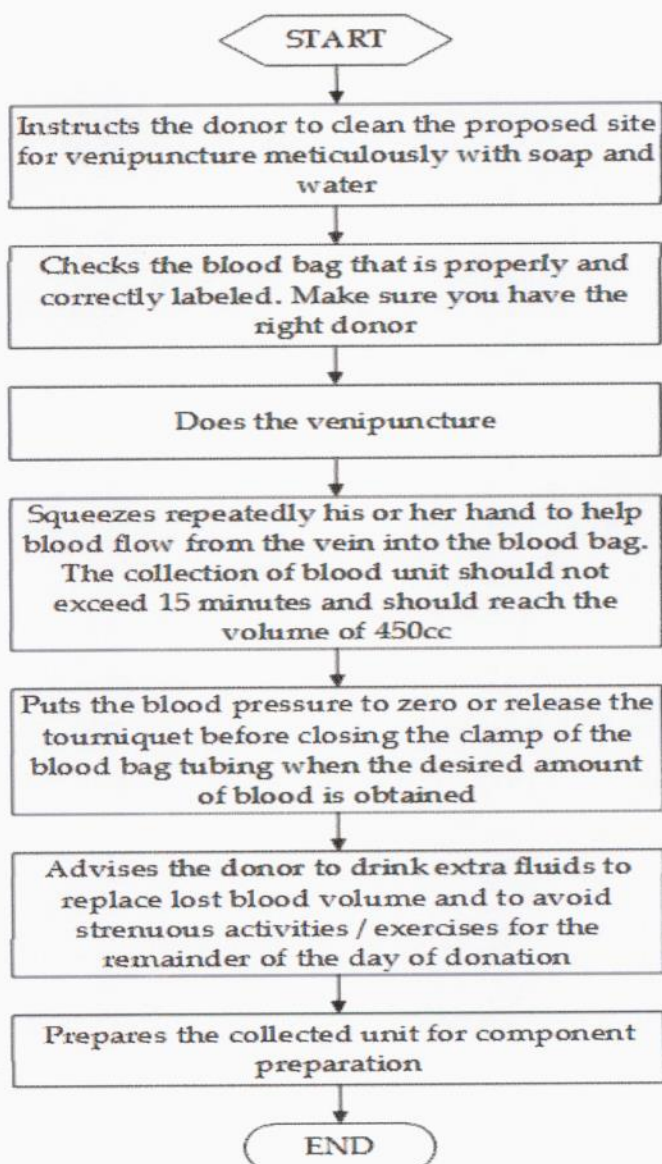 START
Instructs the donor to clean the proposed site
for venipuncture meticulously with soap and
water
Checks the blood bag that is properly and
correctly labeled. Make sure you have the
right donor
Does the venipuncture
Squeezes repeatedly his or her hand to help
blood flow from the vein into the blood bag.
The collection of blood unit should not
exceed 15 minutes and should reach the
volume of 450cc
Puts the blood pressure to zero or release the
tourniquet before closing the clamp of the
blood bag tubing when the desired amount
of blood is obtained
Advises the donor to drink extra fluids to
replace lost blood volume and to avoid
strenuous activities / exercises for the
remainder of the day of donation
Prepares the collected unit for component
preparation
END